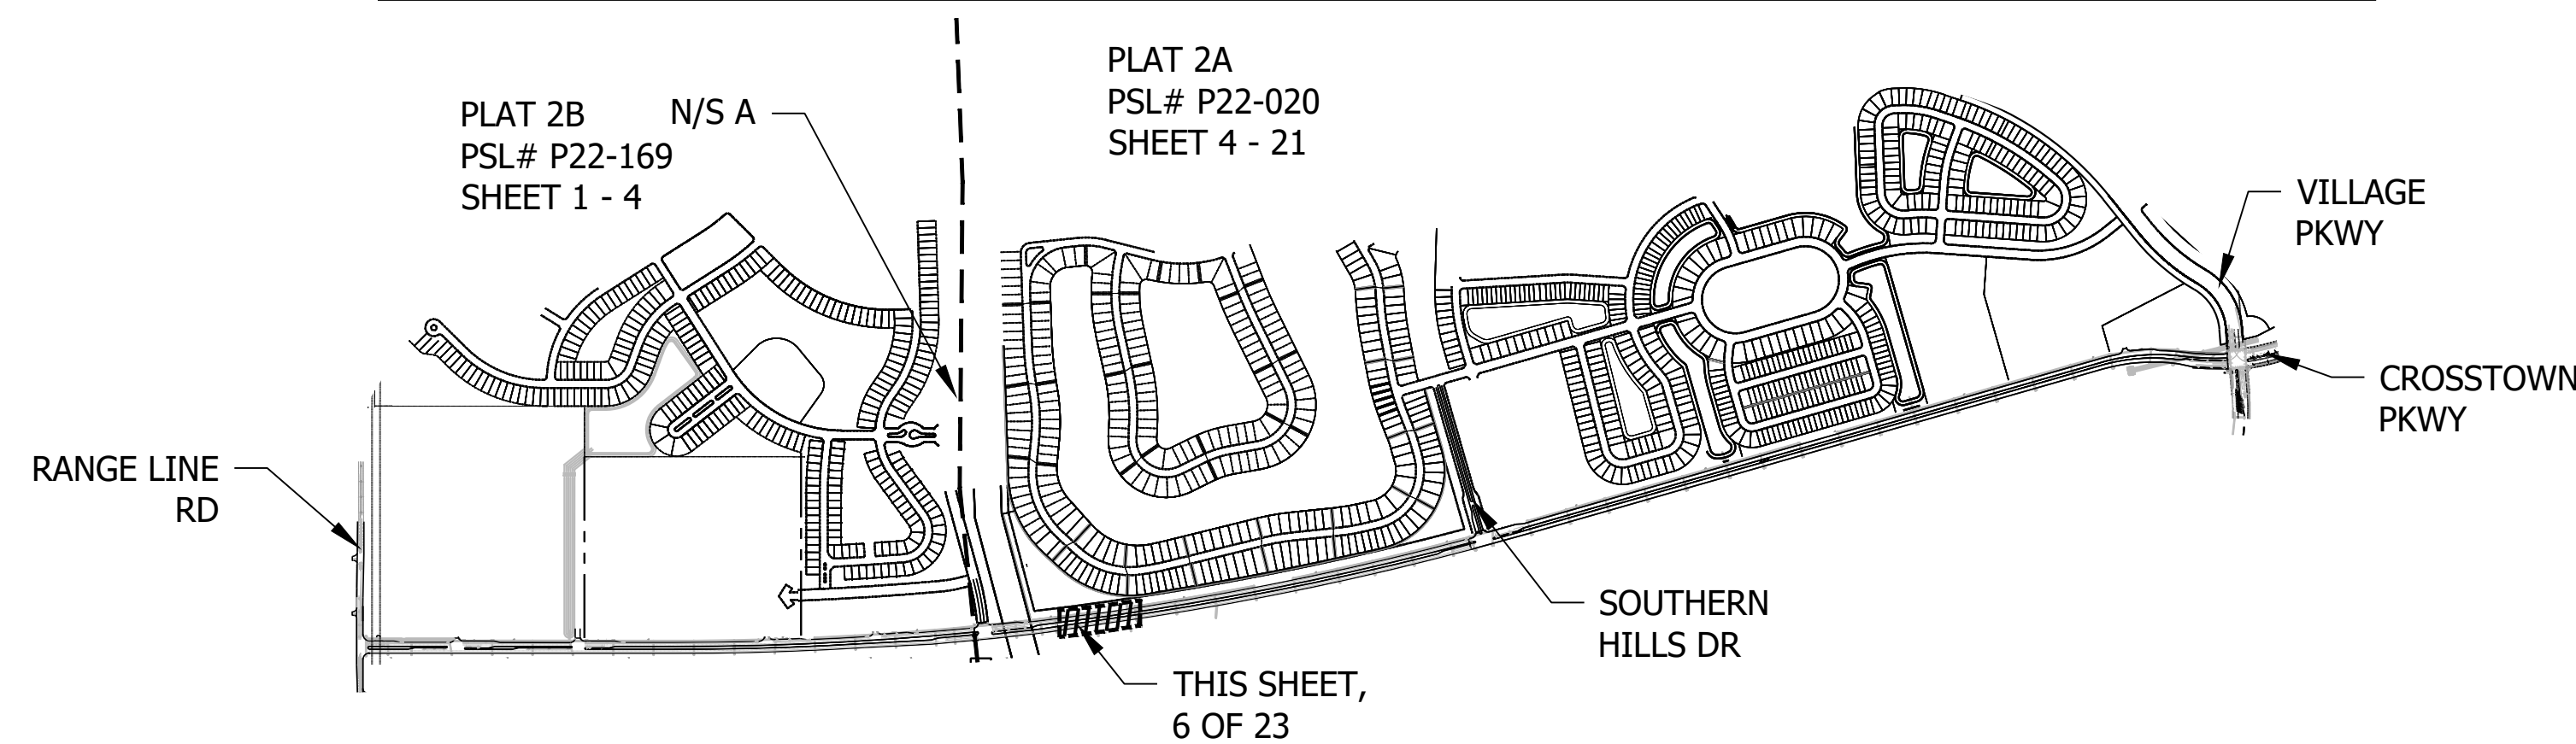 PLAT 2A
PSL# P22-020
SHEET 4 - 21
PLAT 2B
PSL# P22-169
SHEET 1 - 4
N/S A
VILLAGE
PKWY
CROSSTOWN
PKWY
RANGE LINE
RD
SOUTHERN
HILLS DR
THIS SHEET,
6 OF 23